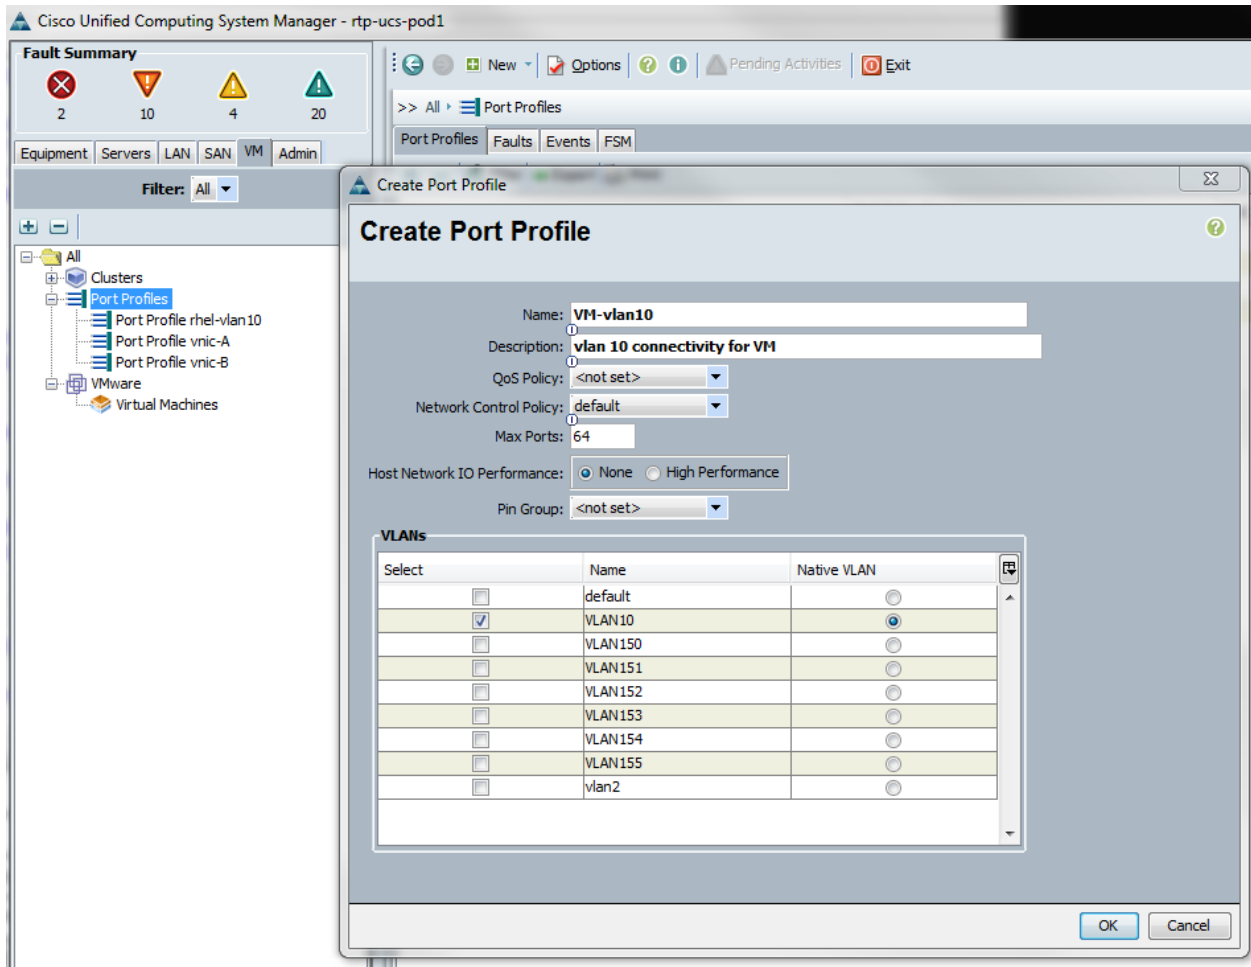 Cisco Unified Computing System Manager - rtp-ucs-pod1
Fault Summary
2 10 4 20
New Options Pending Activities Exit
>> All Port Profiles
Port Profiles Faults Events FSM
Equipment Servers LAN SAN VM Admin
Filter: All
All
Clusters
Port Profiles
Port Profile rhel-vlan10
Port Profile vnic-A
Port Profile vnic-B
VMware
Virtual Machines
Create Port Profile
Create Port Profile
Name: VM-vlan10
Description: vlan 10 connectivity for VM
QoS Policy: <not set>
Network Control Policy: default
Max Ports: 64
Host Network IO Performance: None High Performance
Pin Group: <not set>
VLANs
Select Name Native VLAN
default
VLAN10
VLAN150
VLAN151
VLAN152
VLAN153
VLAN154
VLAN155
vlan2
OK Cancel